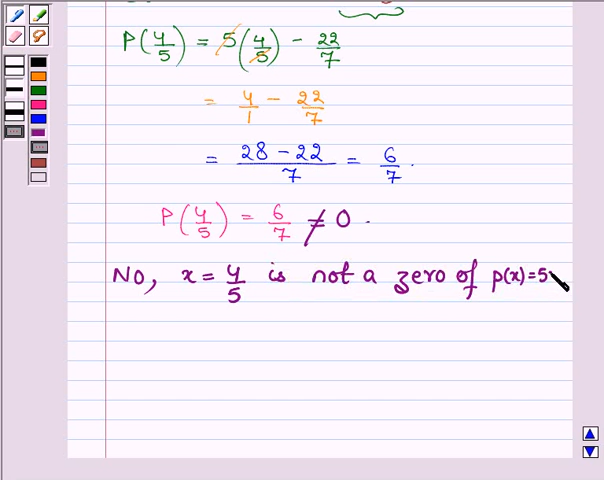 P(4/5) = 5(4/5) - 22/7
= 4/1 - 22/7
= 28 - 22/7 = 6/7.
P(4/5) = 6/7 ≠ 0.
No, x = 4/5 is not a zero of p(x)=5